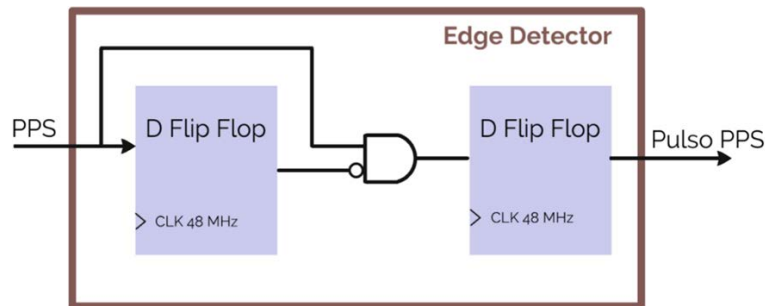 Edge Detector
PPS
D Flip Flop
D Flip Flop
Pulso PPS
CLK 48 MHz
CLK 48 MHz